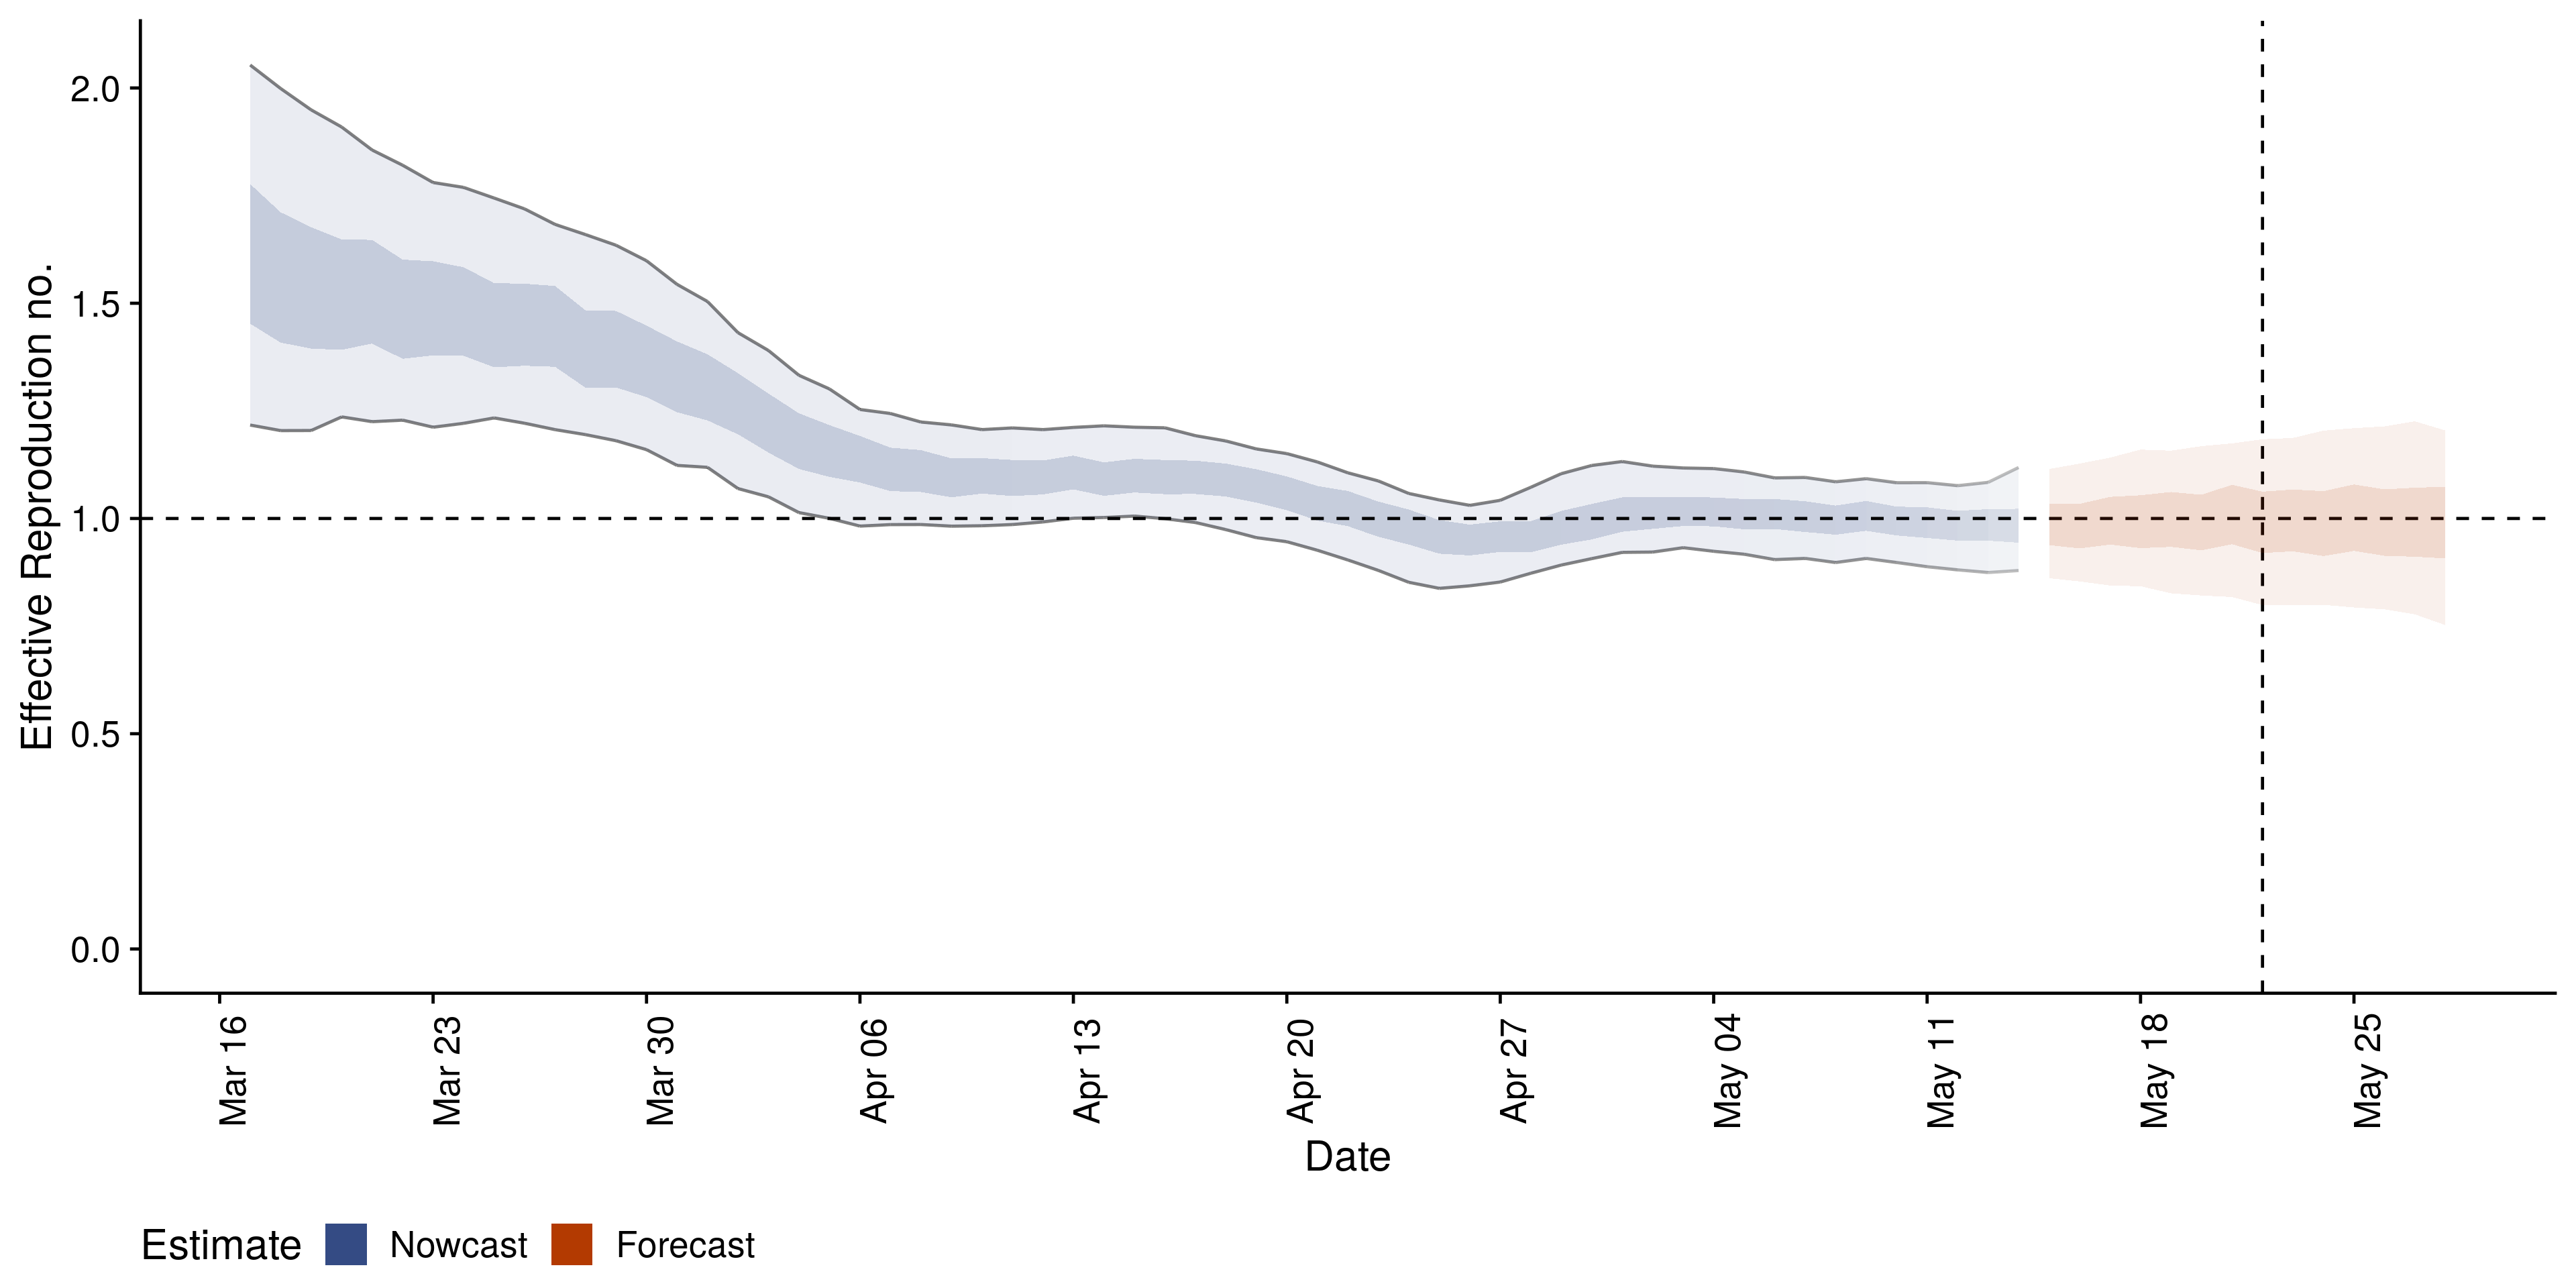 Effective Reproduction no.
2.0
1.5
1.0
0.5
0.0
Mar 16
Mar 23
Mar 30
Apr 06
Apr 13
Apr 20
Apr 27
May 04
May 11
May 18
May 25
Date
Estimate Nowcast Forecast